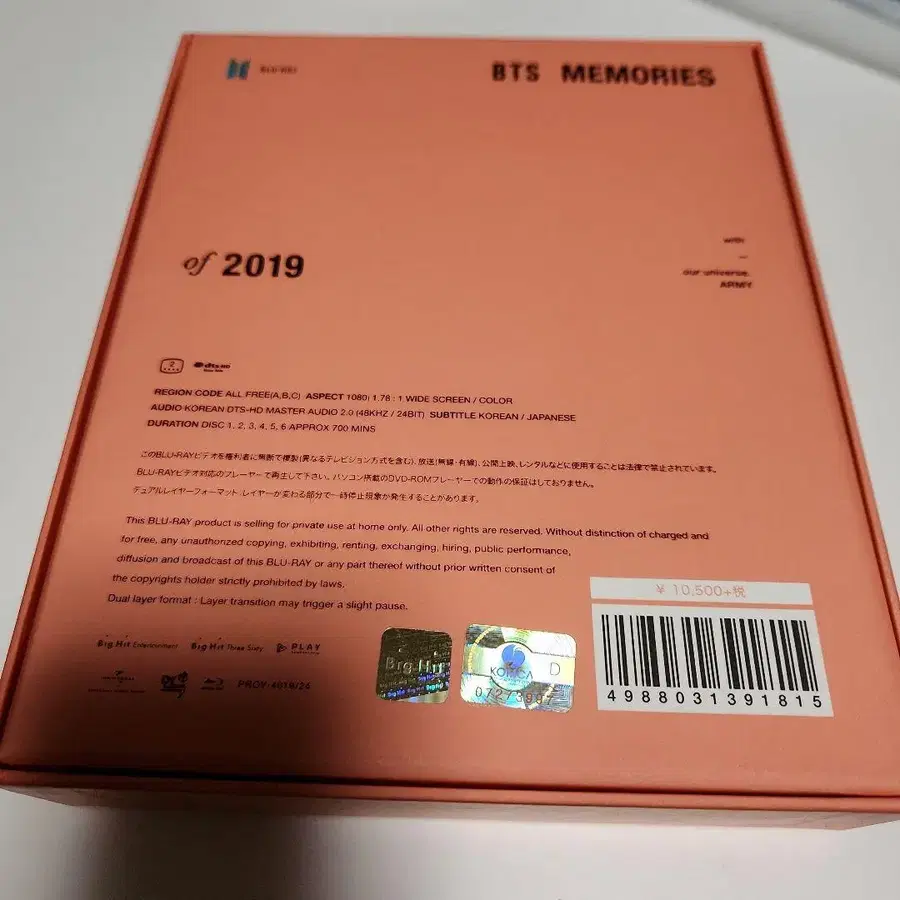 BLU-RAY
BTS MEMORIES
of 2019
with
—
our universe.
ARMY
2
dts HD
REGION CODE ALL FREE(A,B,C) ASPECT 1080i 1.78 : 1 WIDE SCREEN / COLOR
AUDIO KOREAN DTS-HD MASTER AUDIO 2.0 (48KHZ / 24BIT) SUBTITLE KOREAN / JAPANESE
DURATION DISC 1, 2, 3, 4, 5, 6 APPROX 700 MINS
このBLU-RAYビデオを権利者に無断で複製(異なるテレビジョン方式を含む)、放送(無線・有線)、公開上映、レンタルなどに使用することは法律で禁止されています。
BLU-RAYビデオ対応のプレーヤーで再生して下さい。パソコン搭載のDVD-ROMプレーヤーでの動作の保証はしておりません。
デュアルレイヤーフォーマット レイヤーが変わる部分で一時停止現象が発生することがあります。
This BLU-RAY product is selling for private use at home only. All other rights are reserved. Without distinction of charged and
for free, any unauthorized copying, exhibiting, renting, exchanging, hiring, public performance,
diffusion and broadcast of this BLU-RAY or any part thereof without prior written consent of
the copyrights holder strictly prohibited by laws.
Dual layer format : Layer transition may trigger a slight pause.
¥ 10,500+税
4988031391815
Big Hit Entertainment Big Hit Three Sixty PLAY
Big Hit
KOREA
D
PROV-4019/24